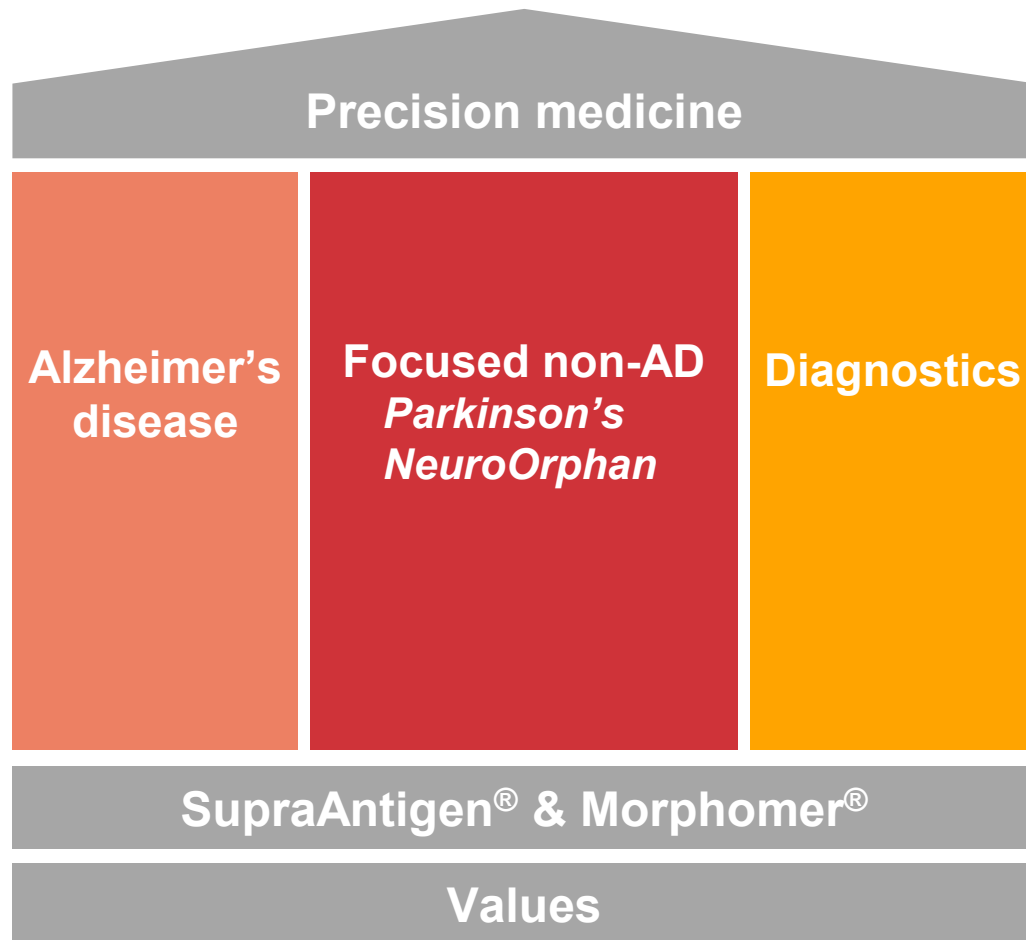 Precision medicine
Alzheimer’s
disease
Focused non-AD
Parkinson’s
NeuroOrphan
Diagnostics
SupraAntigen® & Morphomer®
Values